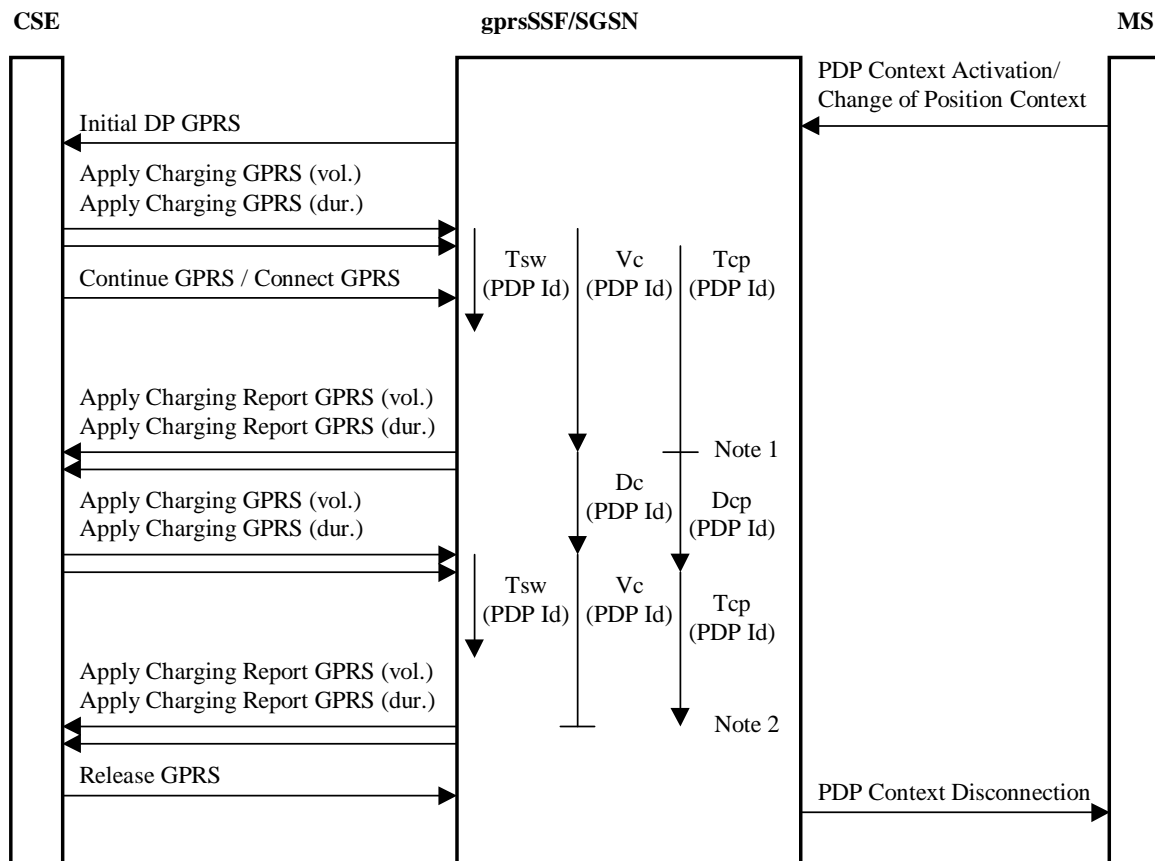 CSE
gprsSSF/SGSN
MS
PDP Context Activation/
Change of Position Context
Initial DP GPRS
Apply Charging GPRS (vol.)
Apply Charging GPRS (dur.)
Tsw
(PDP Id)
Vc
(PDP Id)
Tcp
(PDP Id)
Continue GPRS / Connect GPRS
Apply Charging Report GPRS (vol.)
Apply Charging Report GPRS (dur.)
Note 1
Dc
(PDP Id)
Dcp
(PDP Id)
Apply Charging GPRS (vol.)
Apply Charging GPRS (dur.)
Tsw
(PDP Id)
Vc
(PDP Id)
Tcp
(PDP Id)
Apply Charging Report GPRS (vol.)
Apply Charging Report GPRS (dur.)
Note 2
Release GPRS
PDP Context Disconnection